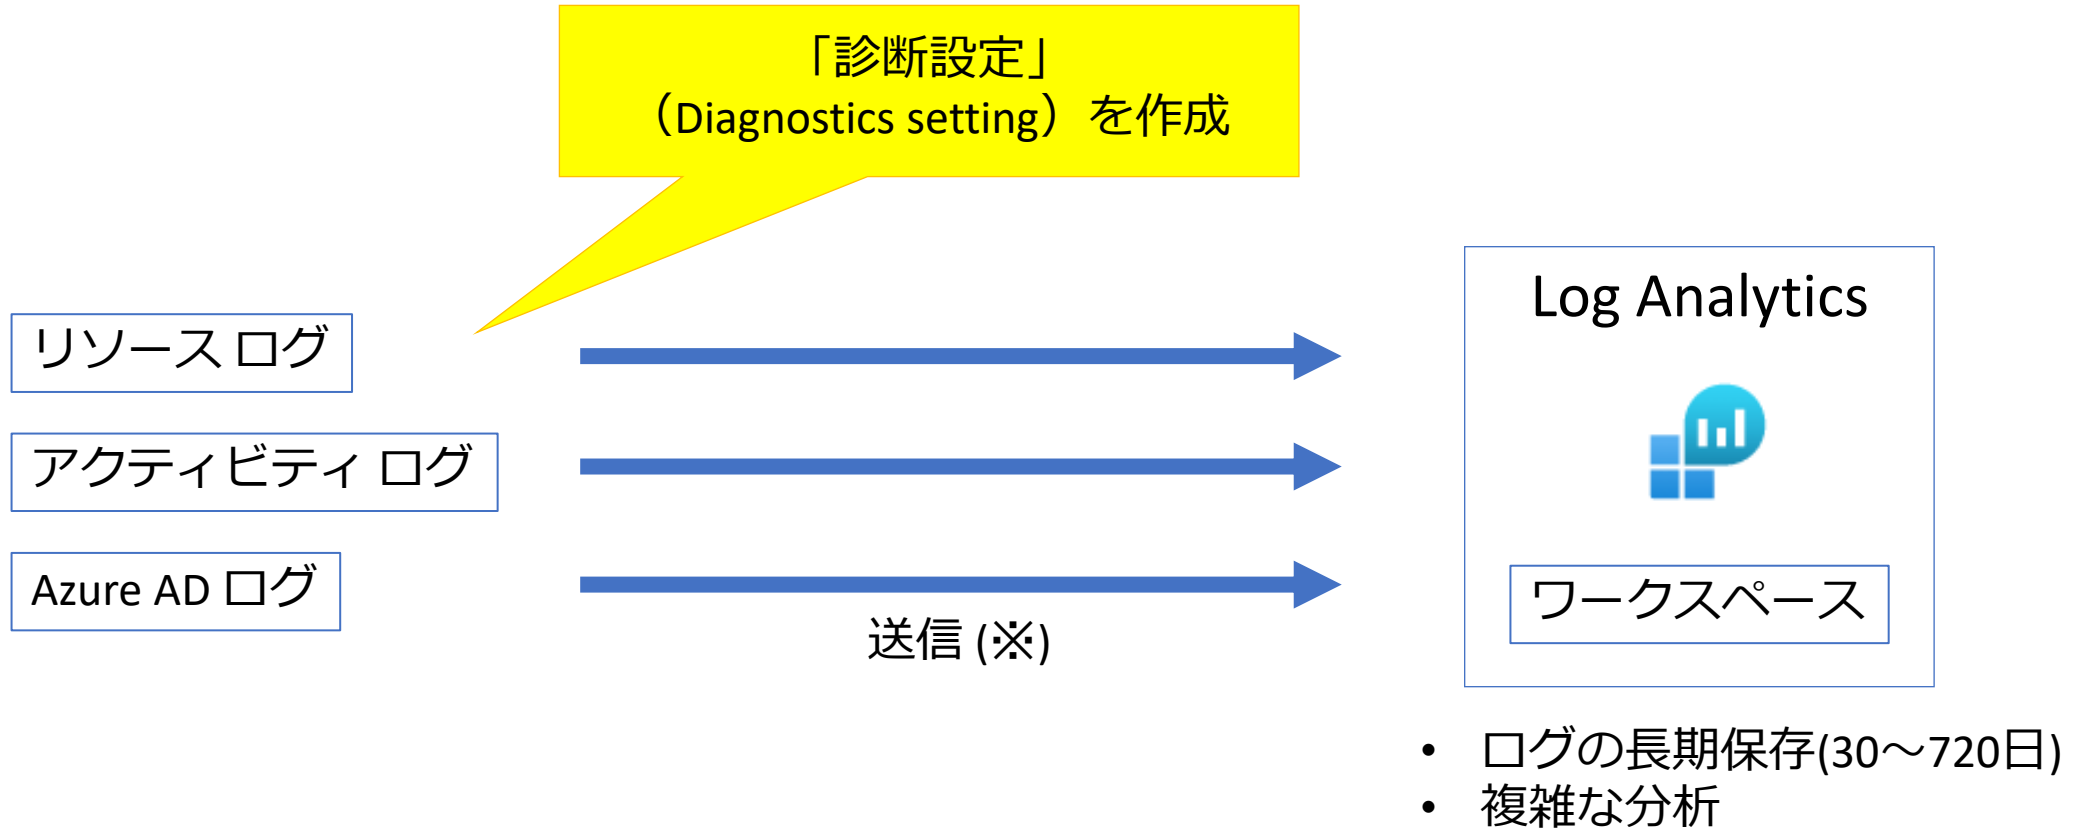 「診断設定」
（Diagnostics setting）を作成
リソース ログ
アクティビティ ログ
Azure AD ログ
送信 (※)
Log Analytics
ワークスペース
• ログの長期保存(30～720日)
• 複雑な分析